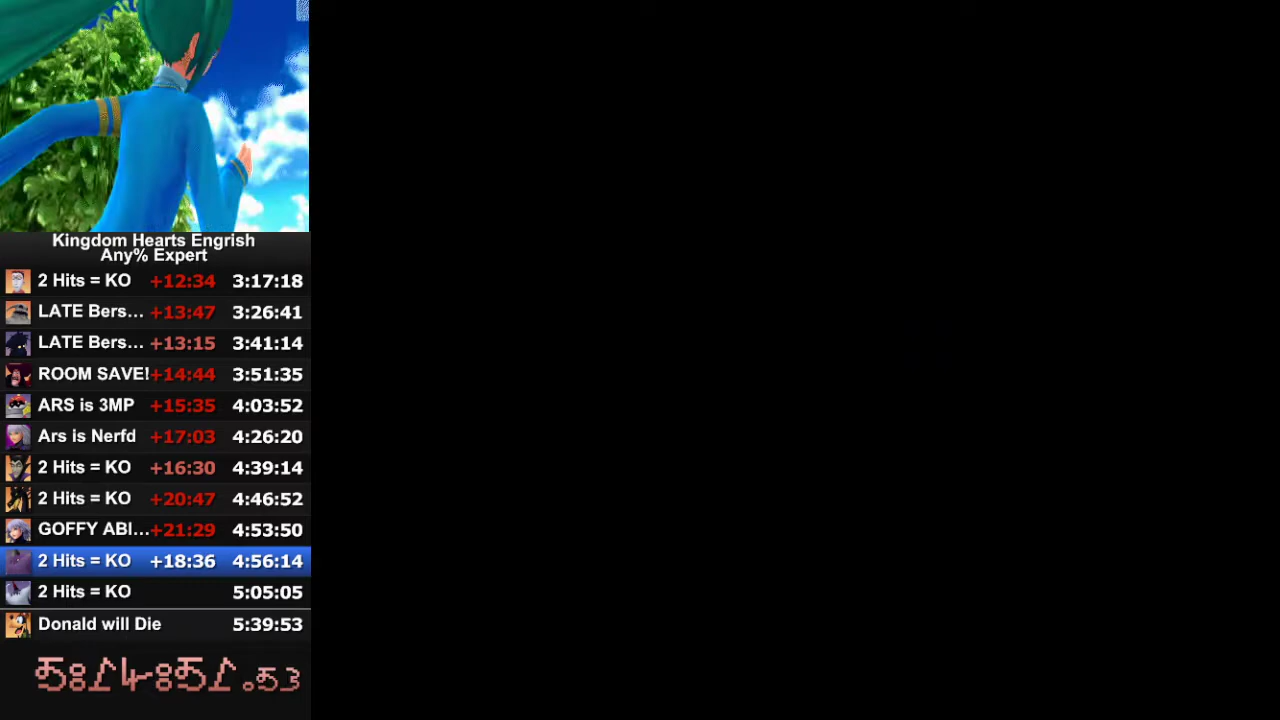 Kingdom Hearts Engrish
Any% Expert
2 Hits = KO +12:34 3:17:18
LATE Bers... +13:47 3:26:41
LATE Bers... +13:15 3:41:14
ROOM SAVE! +14:44 3:51:35
ARS is 3MP +15:35 4:03:52
Ars is Nerfd +17:03 4:26:20
2 Hits = KO +16:30 4:39:14
2 Hits = KO +20:47 4:46:52
GOFFY ABI... +21:29 4:53:50
2 Hits = KO +18:36 4:56:14
2 Hits = KO 5:05:05
Donald will Die 5:39:53